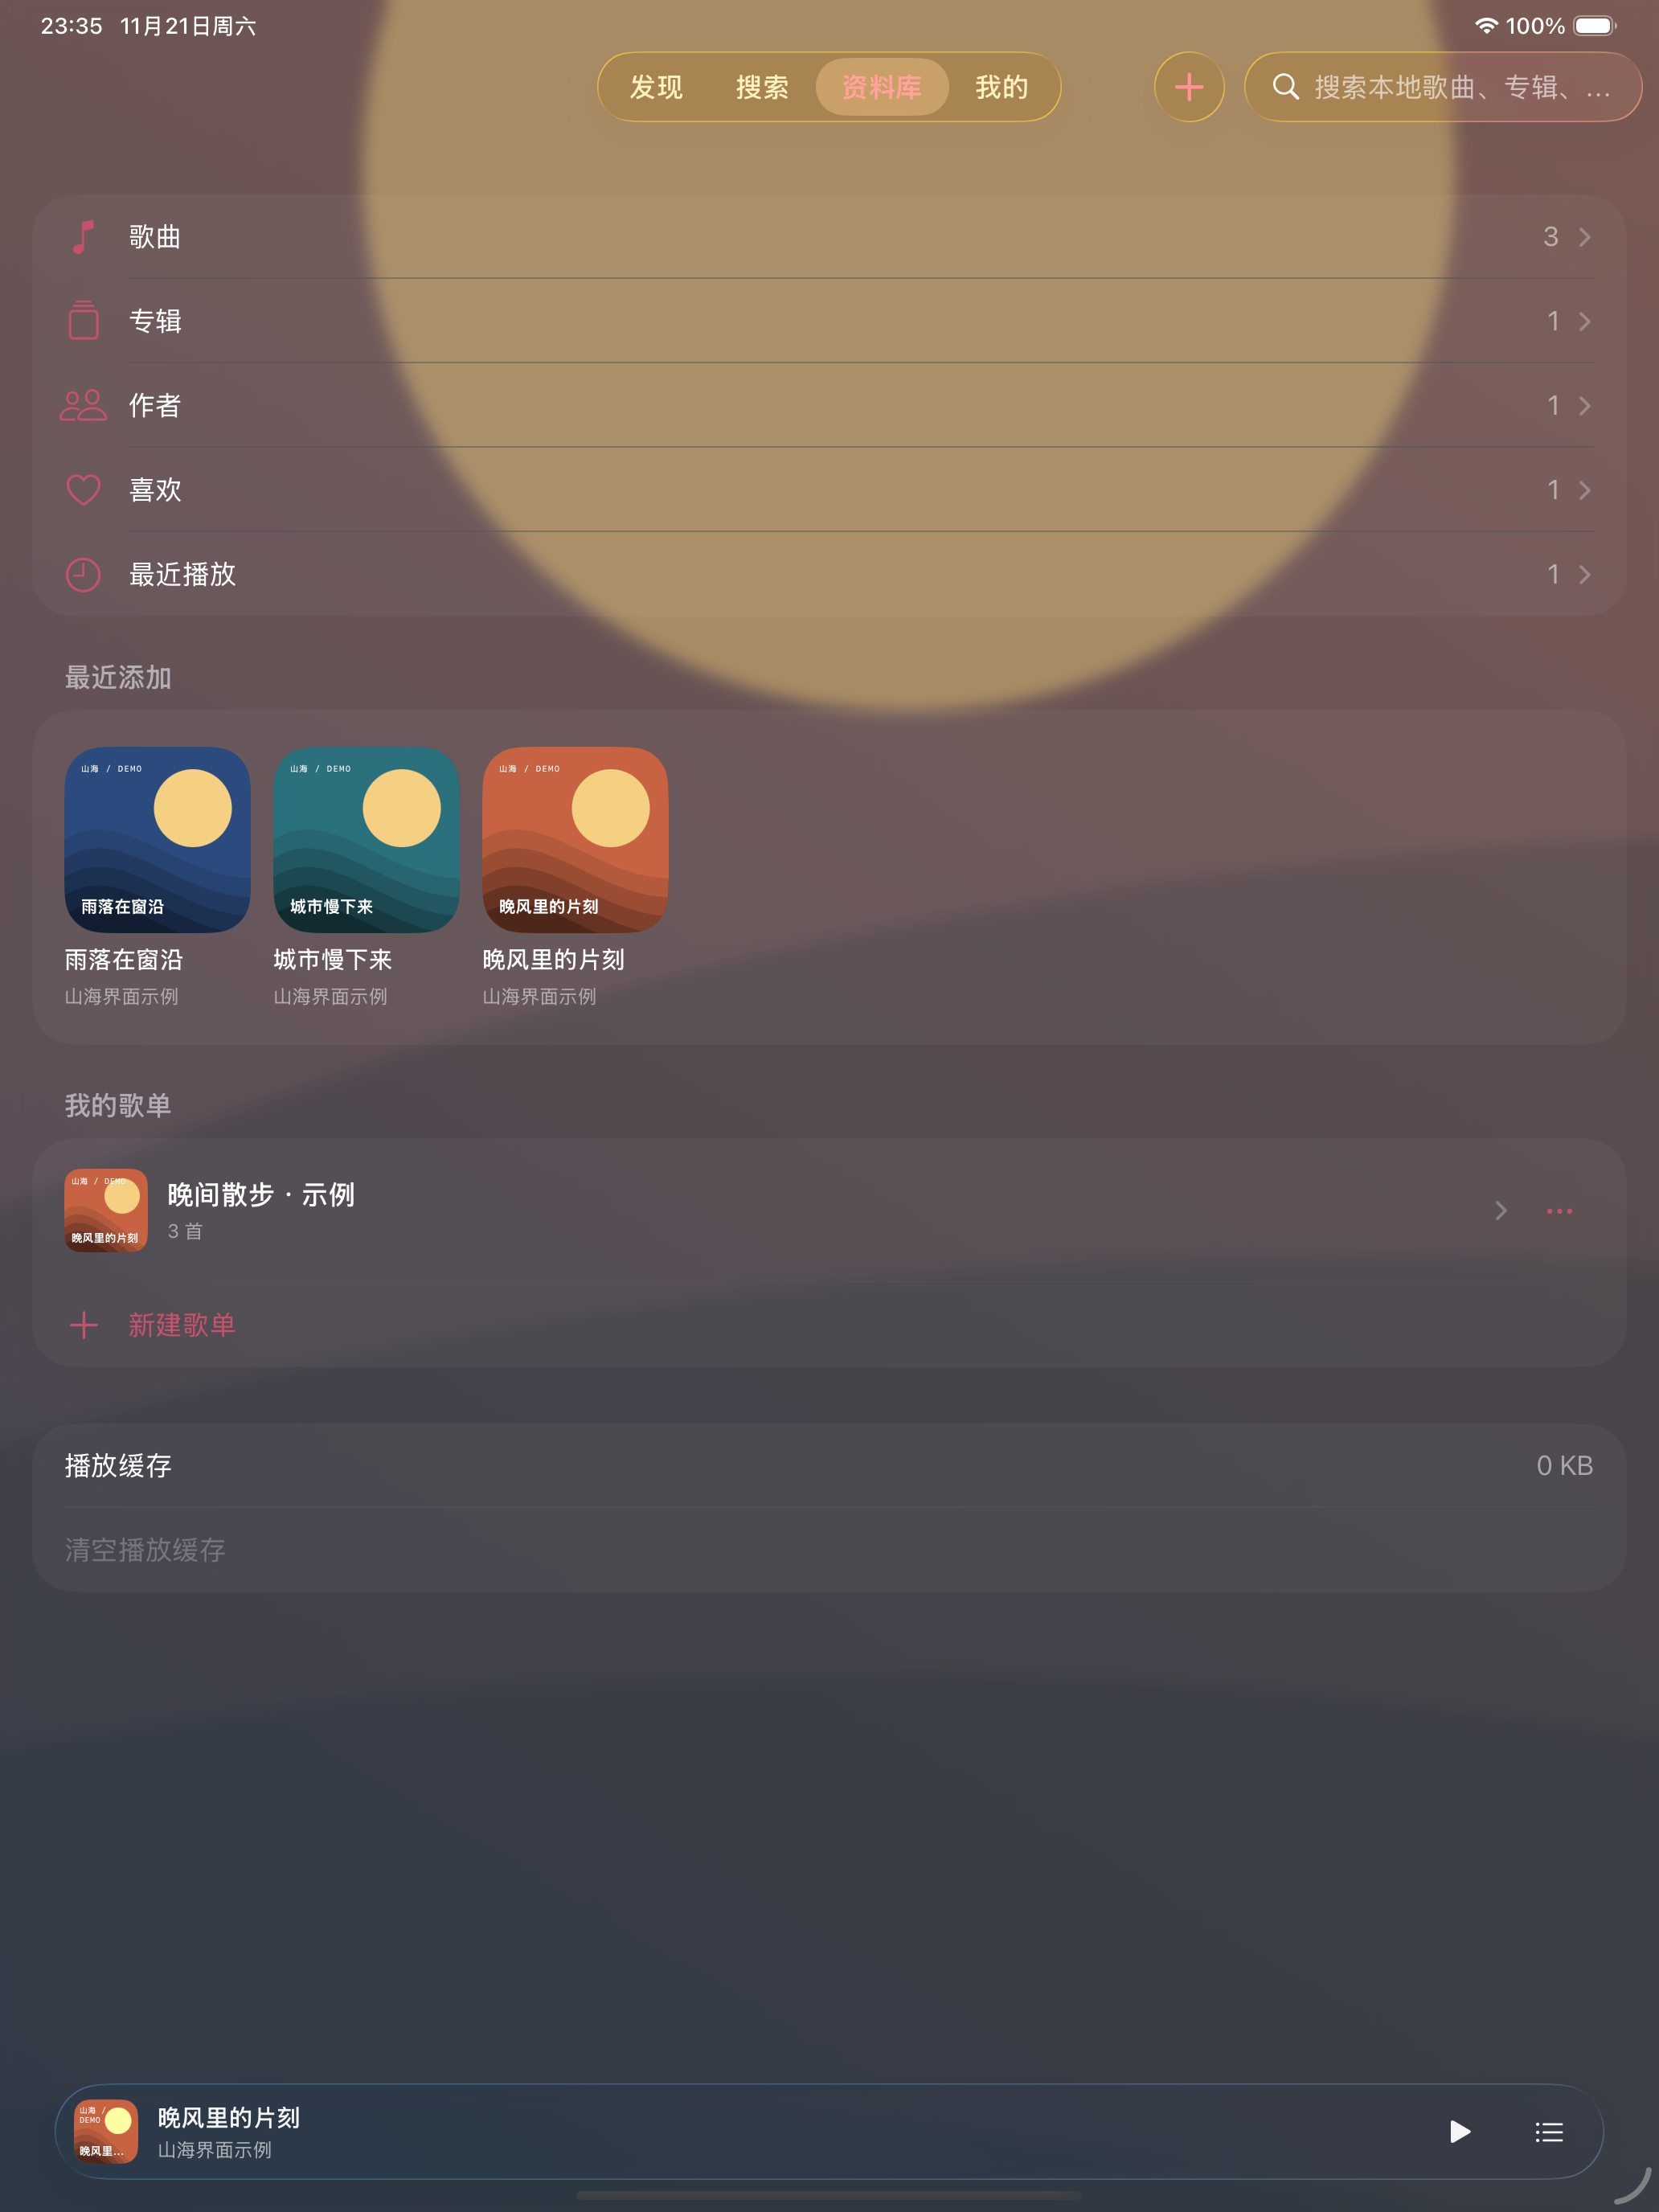 23:35 11月21日周六 100%
发现 搜索 资料库 我的
搜索本地歌曲、专辑、...
歌曲 3
专辑 1
作者 1
喜欢 1
最近播放 1
最近添加
山海 / DEMO
雨落在窗沿
雨落在窗沿
山海界面示例
山海 / DEMO
城市慢下来
城市慢下来
山海界面示例
山海 / DEMO
晚风里的片刻
晚风里的片刻
山海界面示例
我的歌单
山海 / DEMO
晚风里的片刻
晚间散步 · 示例
3 首
新建歌单
播放缓存 0 KB
清空播放缓存
山海 /
DEMO
晚风里...
晚风里的片刻
山海界面示例